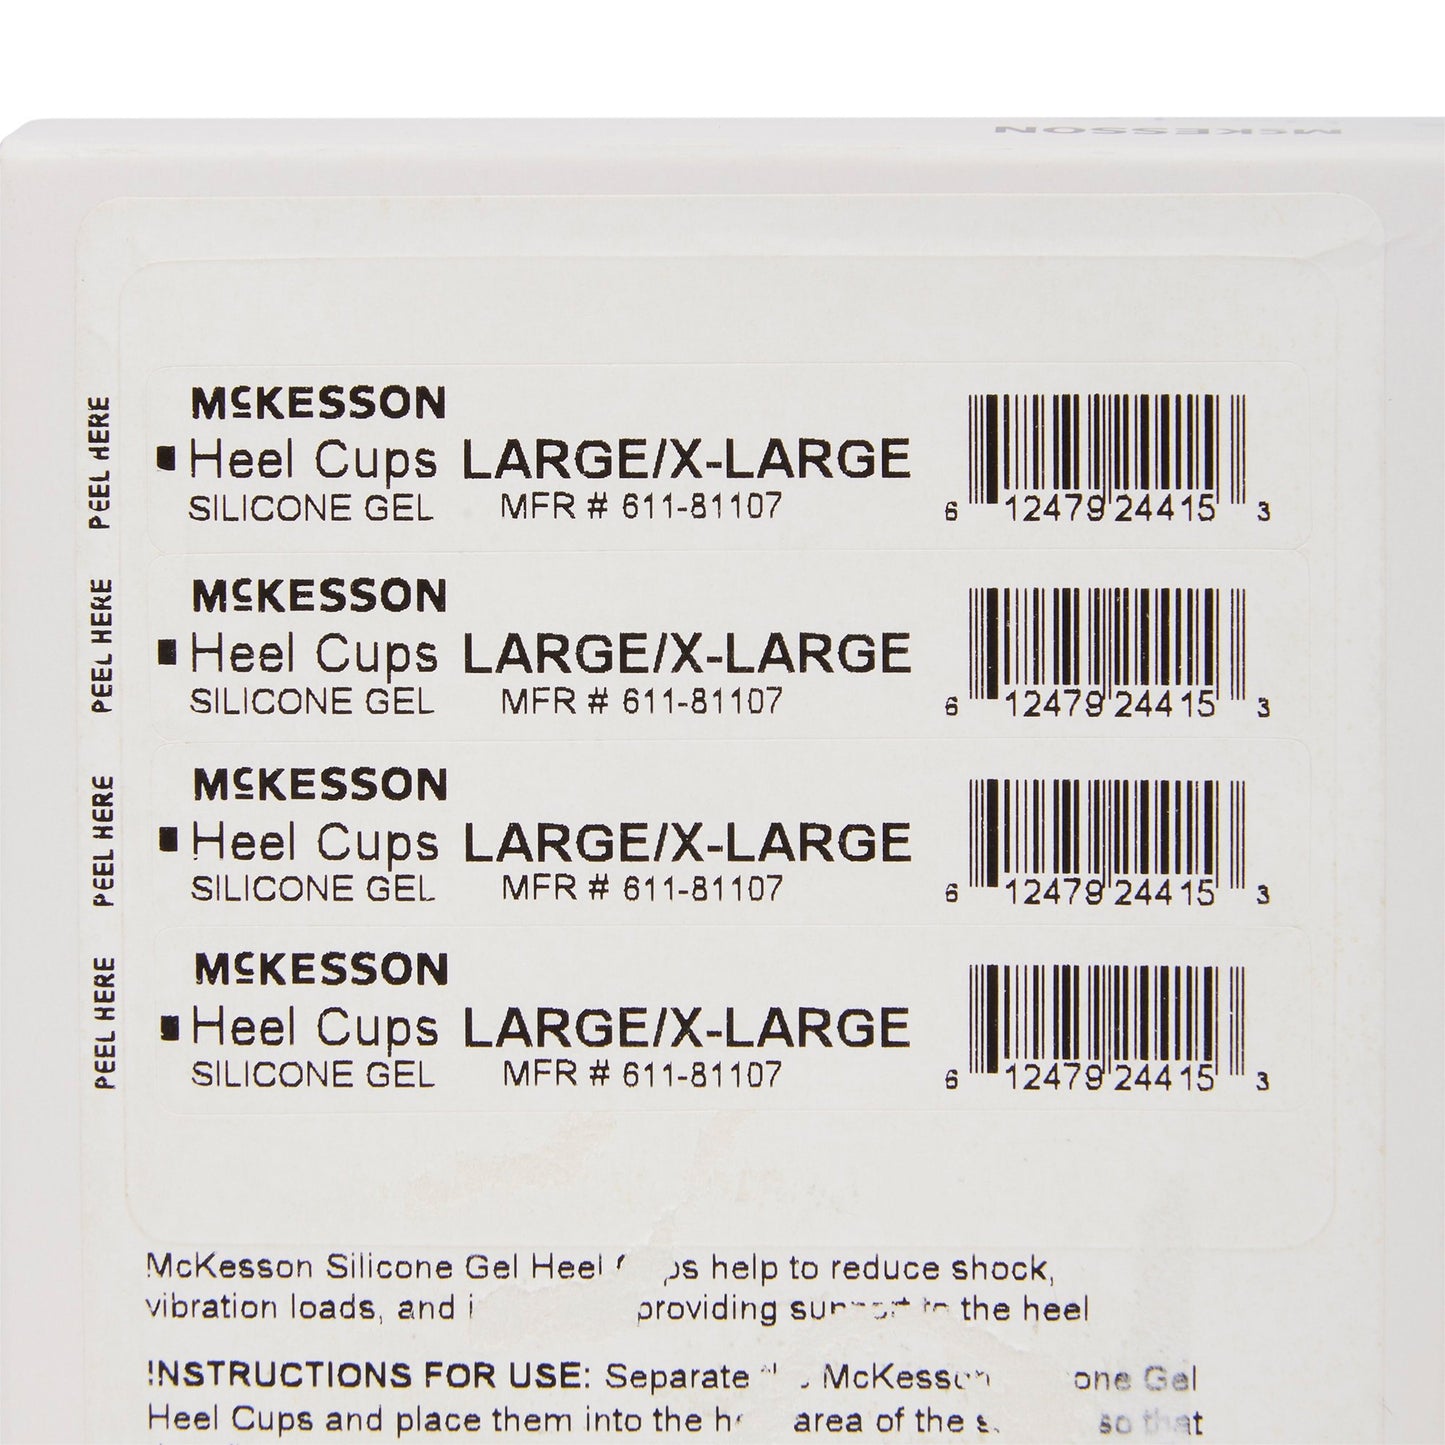 MCKESSON
PEEL HERE
MCKESSON
Heel Cups LARGE/X-LARGE
SILICONE GEL MFR # 611-81107
6 12479 24415 3
PEEL HERE
MCKESSON
Heel Cups LARGE/X-LARGE
SILICONE GEL MFR # 611-81107
6 12479 24415 3
PEEL HERE
MCKESSON
Heel Cups LARGE/X-LARGE
SILICONE GEL MFR # 611-81107
6 12479 24415 3
PEEL HERE
MCKESSON
Heel Cups LARGE/X-LARGE
SILICONE GEL MFR # 611-81107
6 12479 24415 3
McKesson Silicone Gel Heel help to reduce shock,
vibration loads, and providing support to the heel
INSTRUCTIONS FOR USE: Separate McKesson Gel
Heel Cups and place them into the area of the so that